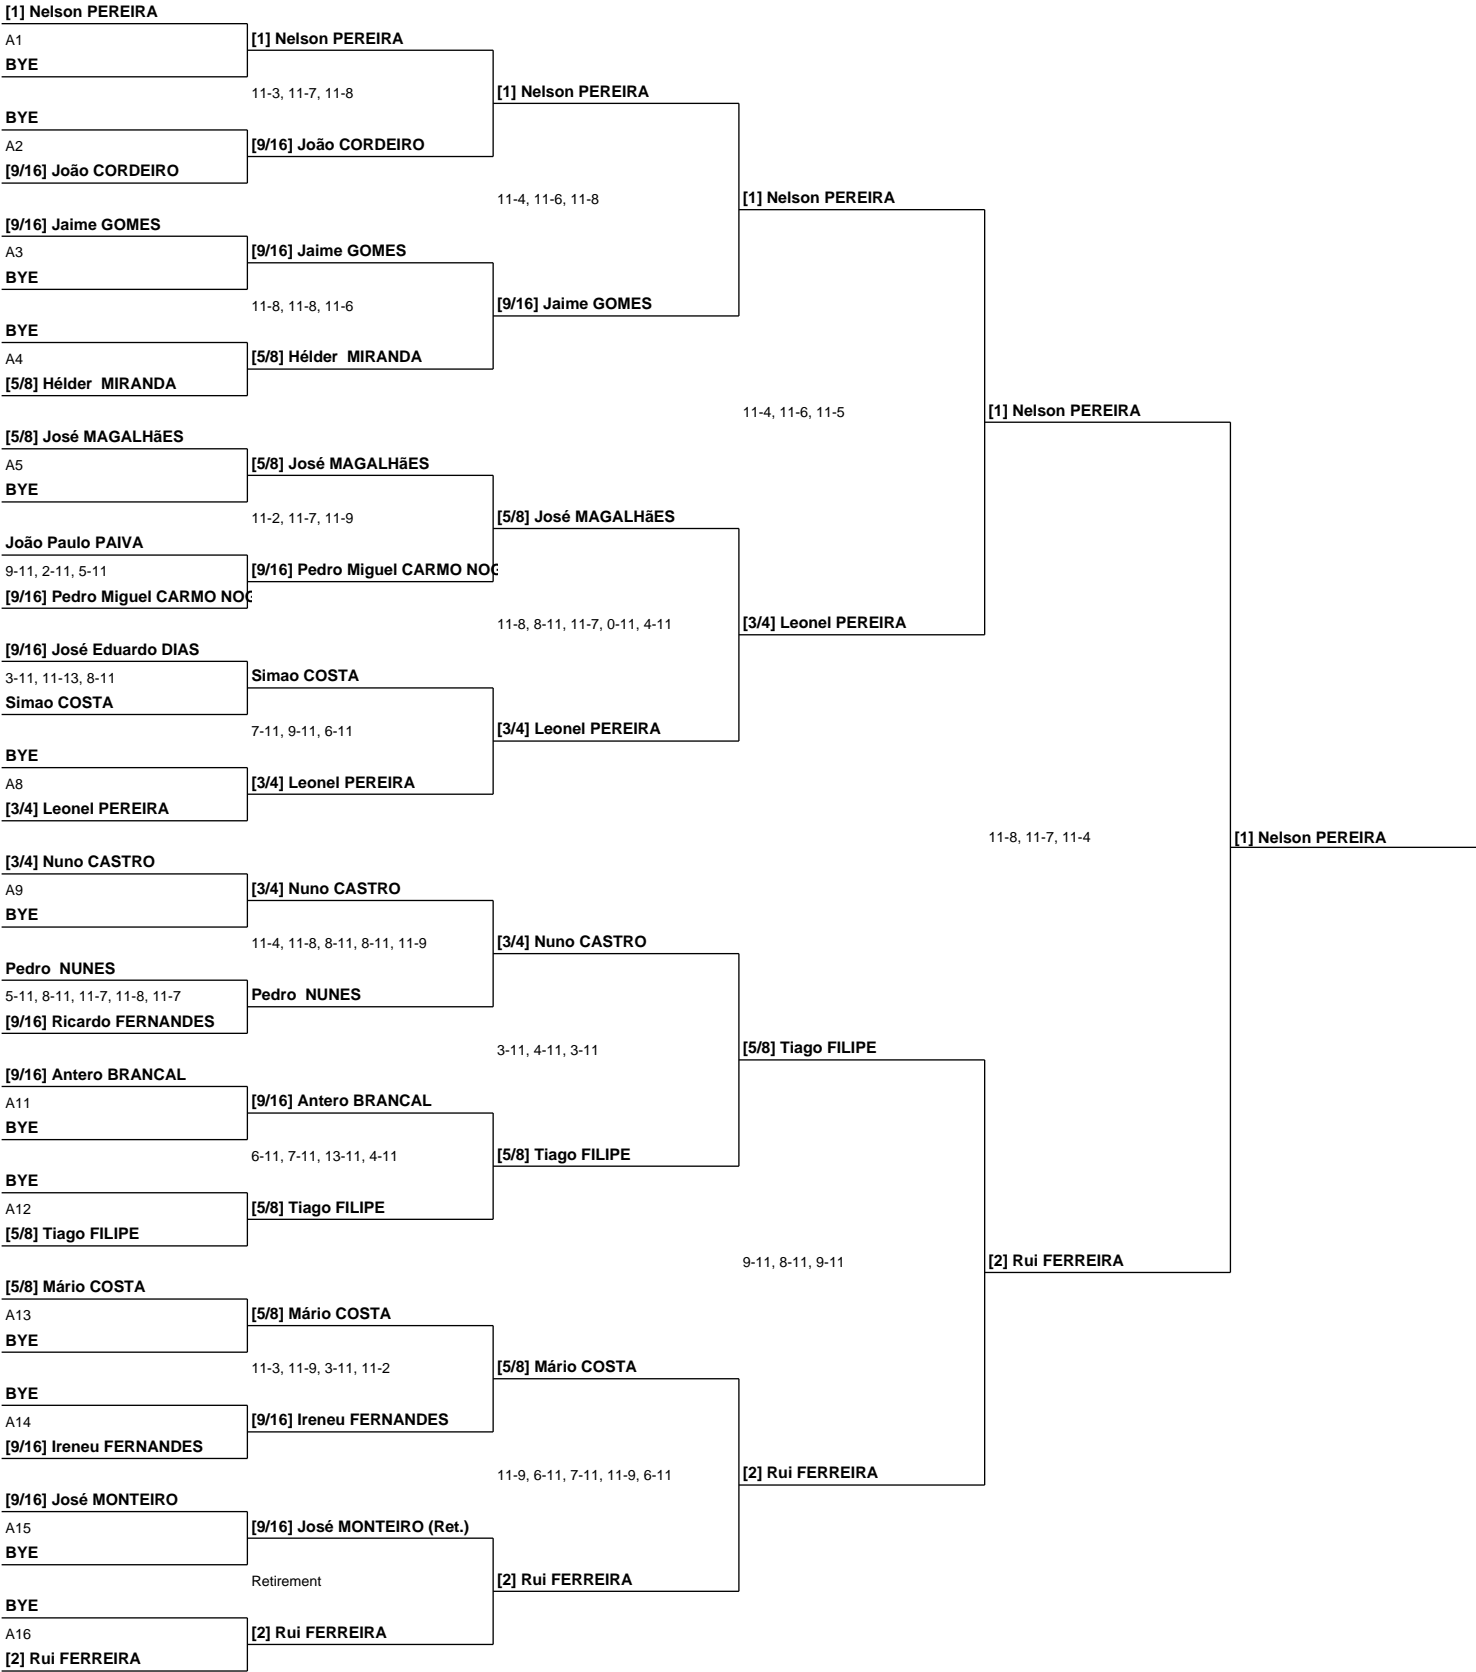 [1] Nelson PEREIRA
A1
BYE
BYE
A2
[9/16] João CORDEIRO
[9/16] Jaime GOMES
A3
BYE
BYE
A4
[5/8] Hélder  MIRANDA
[5/8] José MAGALHãES
A5
BYE
João Paulo PAIVA
9-11, 2-11, 5-11
[9/16] Pedro Miguel CARMO NOG
[9/16] José Eduardo DIAS
3-11, 11-13, 8-11
Simao COSTA
BYE
A8
[3/4] Leonel PEREIRA
[3/4] Nuno CASTRO
A9
BYE
Pedro  NUNES
5-11, 8-11, 11-7, 11-8, 11-7
[9/16] Ricardo FERNANDES
[9/16] Antero BRANCAL
A11
BYE
BYE
A12
[5/8] Tiago FILIPE
[5/8] Mário COSTA
A13
BYE
BYE
A14
[9/16] Ireneu FERNANDES
[9/16] José MONTEIRO
A15
BYE
BYE
A16
[2] Rui FERREIRA
[1] Nelson PEREIRA
11-3, 11-7, 11-8
[9/16] João CORDEIRO
[9/16] Jaime GOMES
11-8, 11-8, 11-6
[5/8] Hélder  MIRANDA
[5/8] José MAGALHãES
11-2, 11-7, 11-9
[9/16] Pedro Miguel CARMO NOG
Simao COSTA
7-11, 9-11, 6-11
[3/4] Leonel PEREIRA
[3/4] Nuno CASTRO
11-4, 11-8, 8-11, 8-11, 11-9
Pedro  NUNES
[9/16] Antero BRANCAL
6-11, 7-11, 13-11, 4-11
[5/8] Tiago FILIPE
[5/8] Mário COSTA
11-3, 11-9, 3-11, 11-2
[9/16] Ireneu FERNANDES
[9/16] José MONTEIRO (Ret.)
Retirement
[2] Rui FERREIRA
[1] Nelson PEREIRA
11-4, 11-6, 11-8
[9/16] Jaime GOMES
[5/8] José MAGALHãES
11-8, 8-11, 11-7, 0-11, 4-11
[3/4] Leonel PEREIRA
[3/4] Nuno CASTRO
3-11, 4-11, 3-11
[5/8] Tiago FILIPE
[5/8] Mário COSTA
11-9, 6-11, 7-11, 11-9, 6-11
[2] Rui FERREIRA
[1] Nelson PEREIRA
11-4, 11-6, 11-5
[3/4] Leonel PEREIRA
[5/8] Tiago FILIPE
9-11, 8-11, 9-11
[2] Rui FERREIRA
[1] Nelson PEREIRA
11-8, 11-7, 11-4
[2] Rui FERREIRA
[1] Nelson PEREIRA